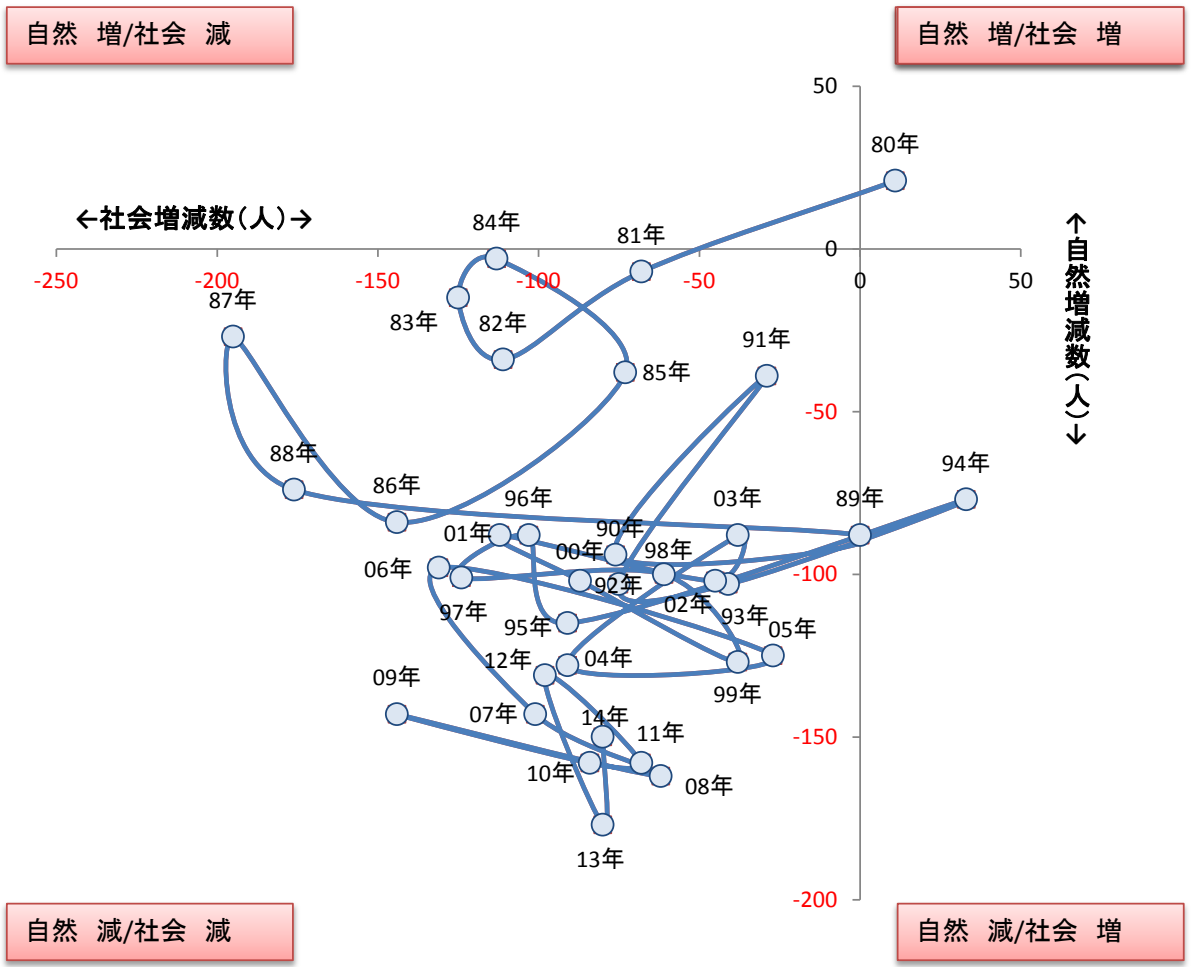 自然 増/社会 減
自然 増/社会 増
50
80年
←社会増減数(人)→
84年
81年
0
-250
-200
-150
-100
-50
0
50
↑自然増減数(人)↓
87年
83年
82年
91年
85年
-50
88年
86年
96年
03年
89年
94年
01年
90年
00年
98年
06年
-100
92年
97年
95年
02年
93年
05年
12年
04年
09年
99年
07年
14年
11年
-150
10年
08年
13年
-200
自然 減/社会 減
自然 減/社会 増